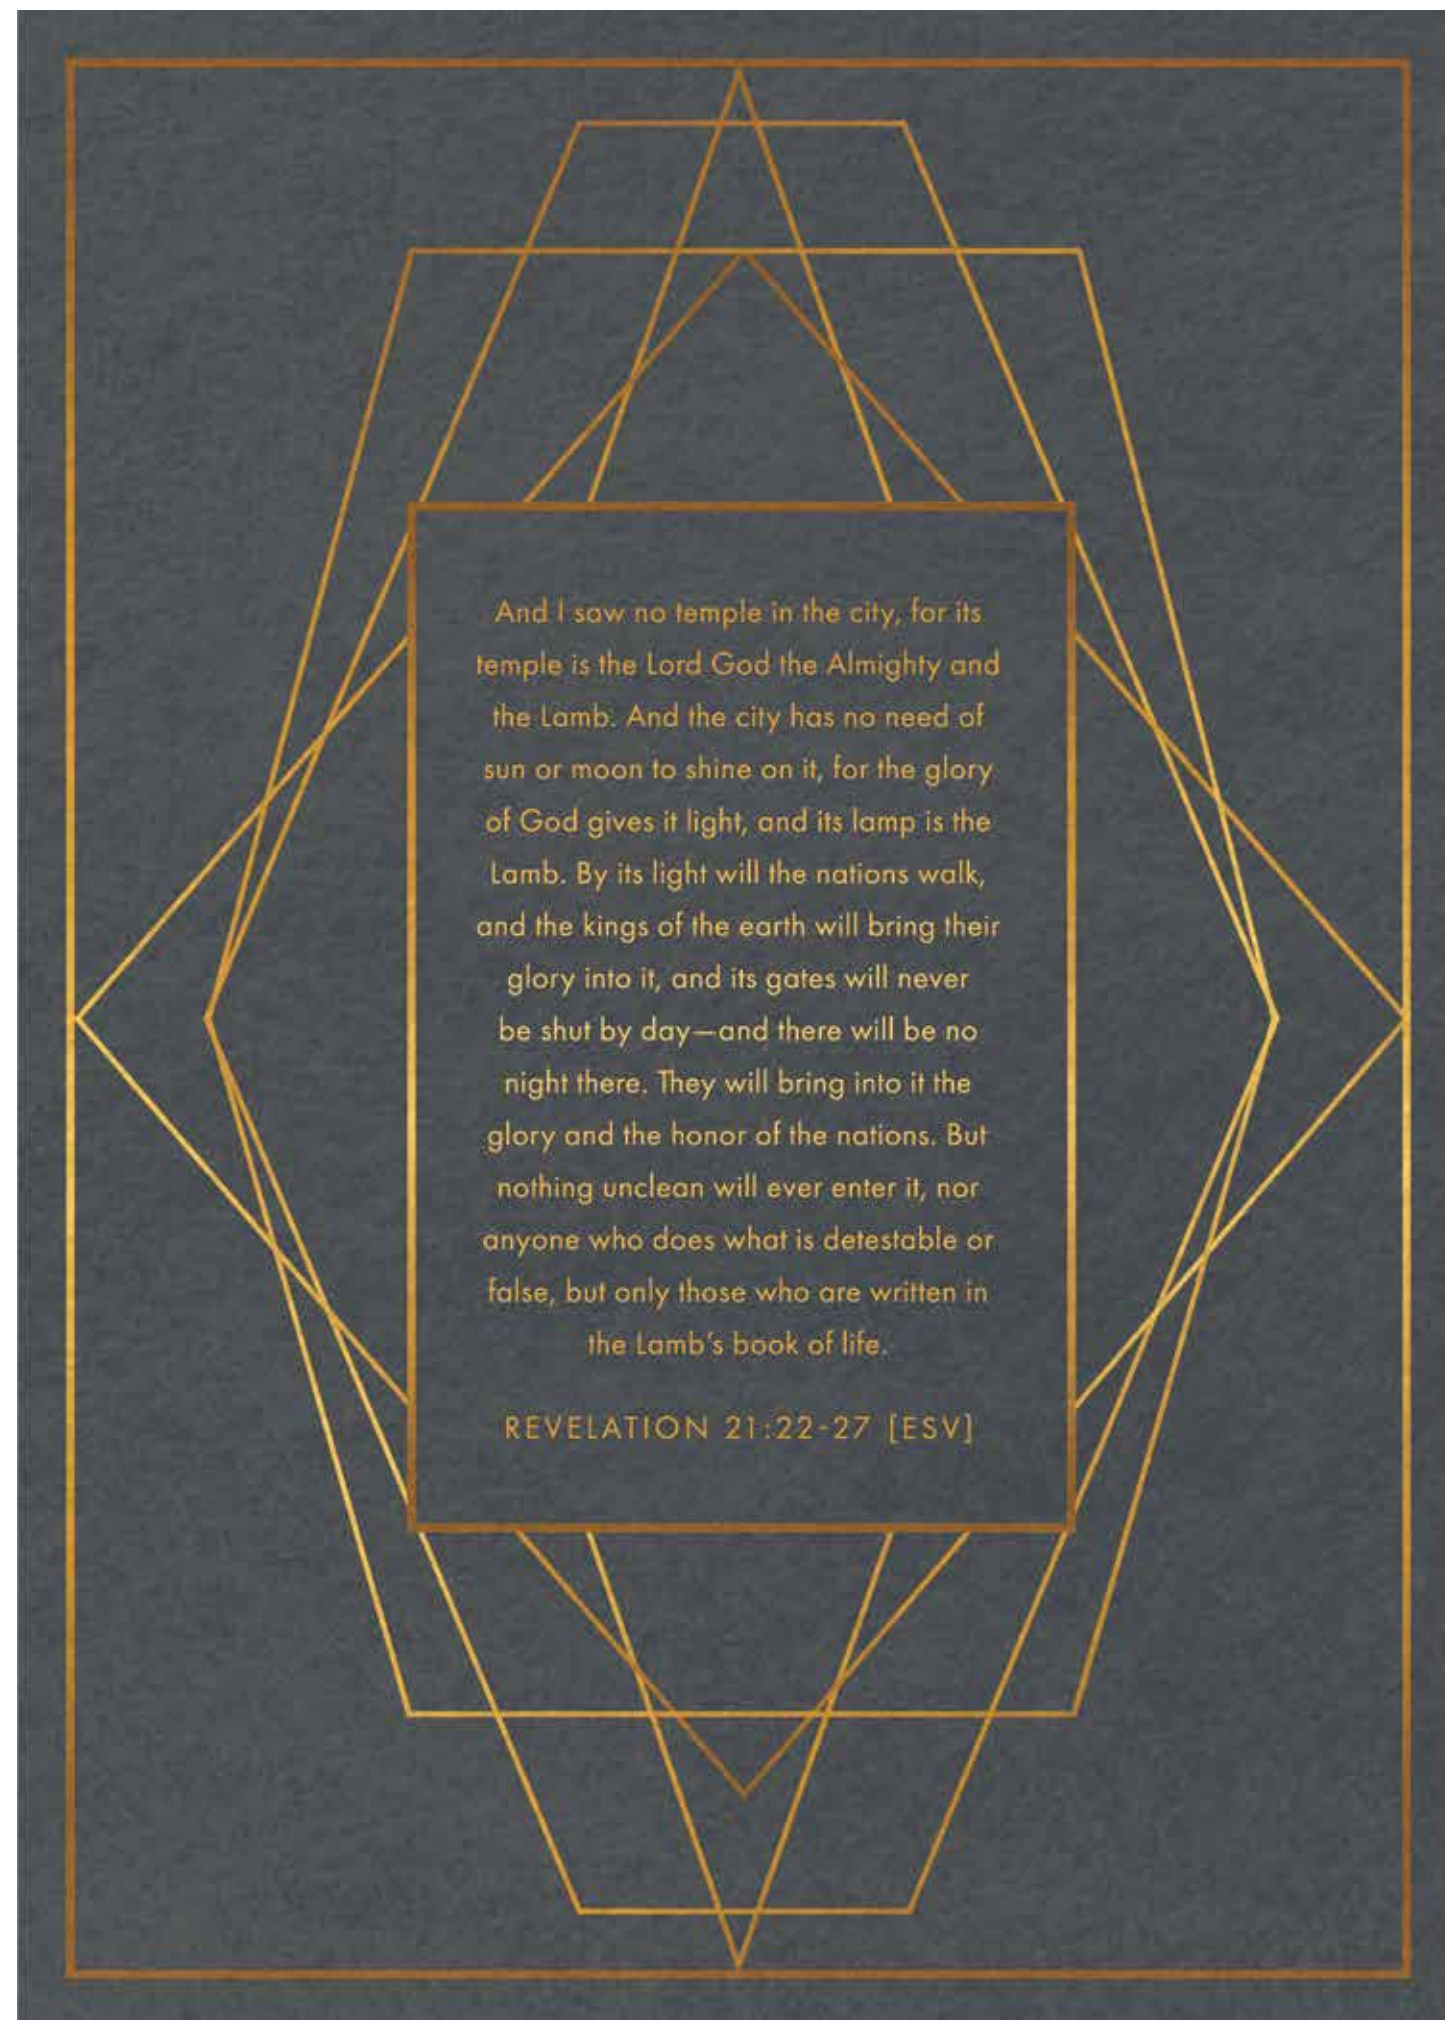 And I saw no temple in the city, for its
temple is the Lord God the Almighty and
the Lamb. And the city has no need of
sun or moon to shine on it, for the glory
of God gives it light, and its lamp is the
Lamb. By its light will the nations walk,
and the kings of the earth will bring their
glory into it, and its gates will never
be shut by day—and there will be no
night there. They will bring into it the
glory and the honor of the nations. But
nothing unclean will ever enter it, nor
anyone who does what is detestable or
false, but only those who are written in
the Lamb’s book of life.
REVELATION 21:22-27 [ESV]